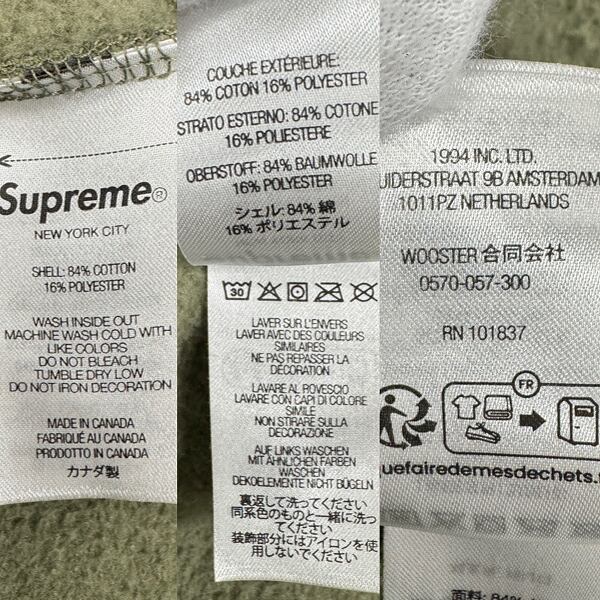 Supreme®
NEW YORK CITY
SHELL: 84% COTTON
16% POLYESTER
WASH INSIDE OUT
MACHINE WASH COLD WITH
LIKE COLORS
DO NOT BLEACH
TUMBLE DRY LOW
DO NOT IRON DECORATION
MADE IN CANADA
FABRIQUÉ AU CANADA
PRODOTTO IN CANADA
カナダ製
COUCHE EXTÉRIEURE:
84% COTON 16% POLYESTER
STRATO ESTERNO: 84% COTONE
16% POLIESTERE
OBERSTOFF: 84% BAUMWOLLE
16% POLYESTER
シェル: 84% 綿
16% ポリエステル
30
LAVER SUR L'ENVERS
LAVER AVEC DES COULEURS
SIMILAIRES
NE PAS REPASSER LA
DÉCORATION
LAVARE AL ROVESCIO
LAVARE CON CAPI DI COLORE
SIMILE
NON STIRARE SULLA
DECORAZIONE
AUF LINKS WASCHEN
MIT ÄHNLICHEN FARBEN
WASCHEN
DEKOELEMENTE NICHT BÜGELN
裏返して洗ってください
同系色のものと一緒に洗っ
てください
装飾部分にはアイロンを使
用しないでください
1994 INC. LTD.
UIDERSTRAAT 9B AMSTERDAM
1011PZ NETHERLANDS
WOOSTER 合同会社
0570-057-300
RN 101837
FR
quefairedemesdechets.f
面料: 84%